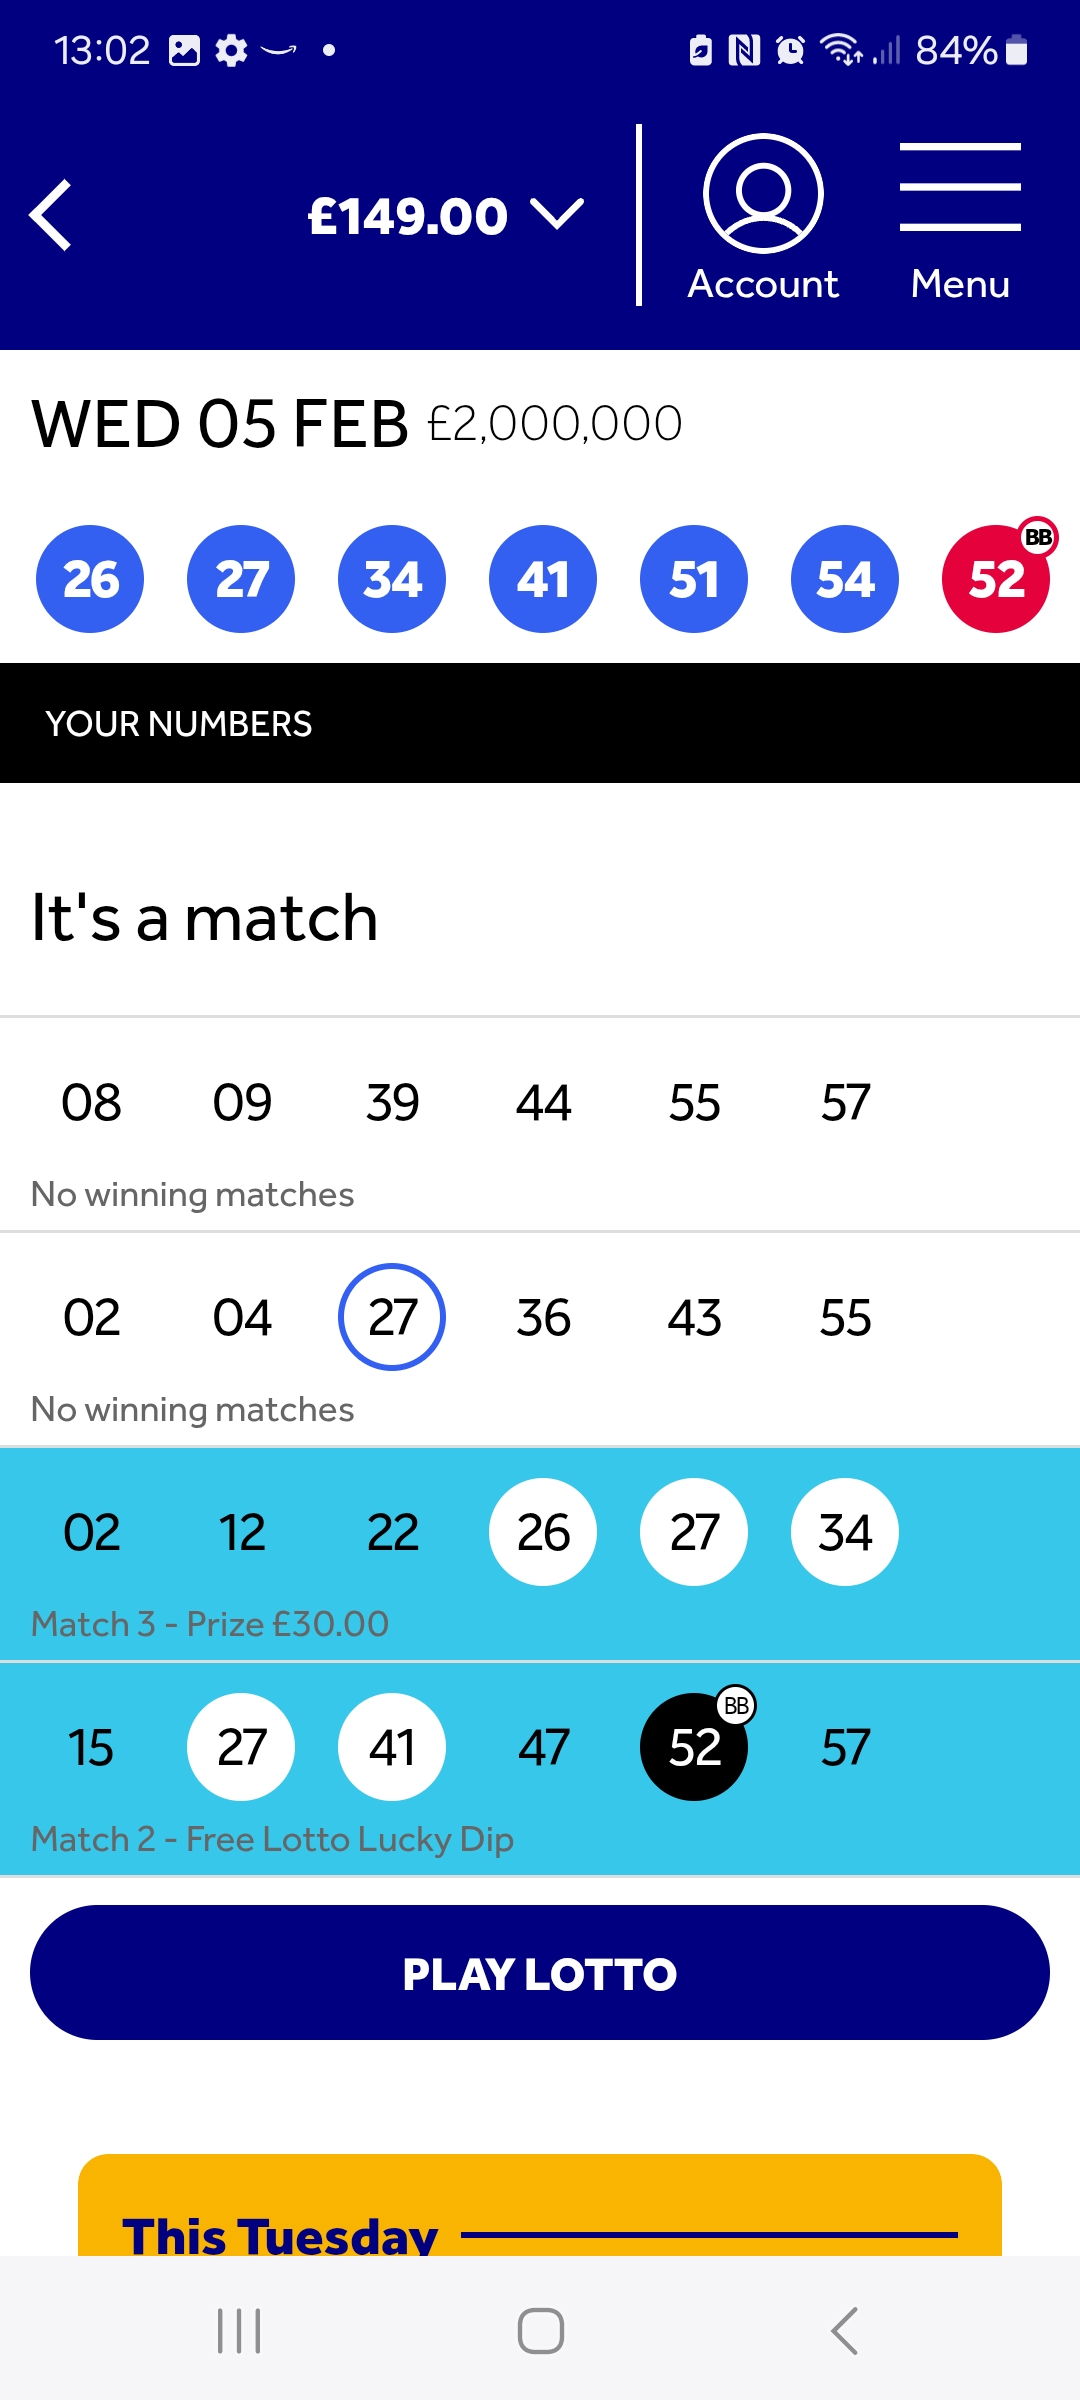 13:02 84%
£149.00
Account Menu
WED 05 FEB £2,000,000
BB
26 27 34 41 51 54 52
YOUR NUMBERS
It's a match
08 09 39 44 55 57
No winning matches
02 04 27 36 43 55
No winning matches
02 12 22 26 27 34
Match 3 - Prize £30.00
BB
15 27 41 47 52 57
Match 2 - Free Lotto Lucky Dip
PLAY LOTTO
This Tuesday